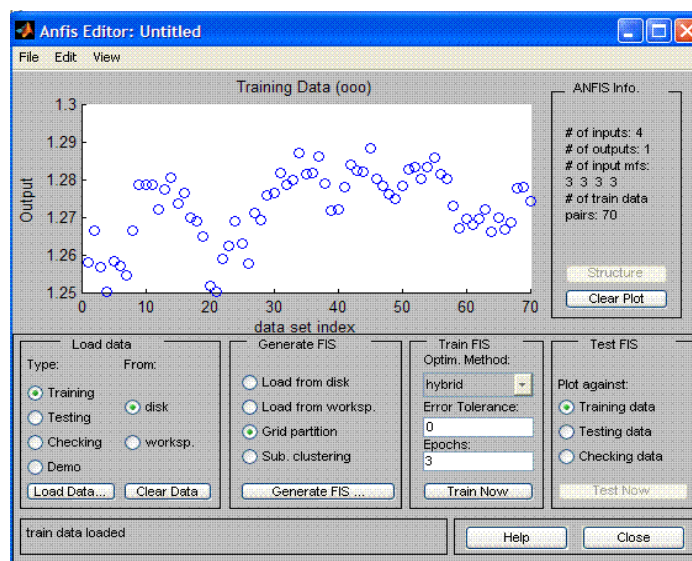 Anfis Editor: Untitled
File Edit View
Training Data (ooo)
1.3
1.29
1.28
1.27
1.26
1.25
Output
0 10 20 30 40 50 60 70
data set index
ANFIS Info.
# of inputs: 4
# of outputs: 1
# of input mfs:
3 3 3 3
# of train data
pairs: 70
Structure
Clear Plot
Load data
Type: From:
Training
Testing
Checking
Demo
disk
worksp.
Load Data... Clear Data
Generate FIS
Load from disk
Load from worksp.
Grid partition
Sub. clustering
Generate FIS ...
Train FIS
Optim. Method:
hybrid
Error Tolerance:
0
Epochs:
3
Train Now
Test FIS
Plot against:
Training data
Testing data
Checking data
Test Now
train data loaded
Help Close